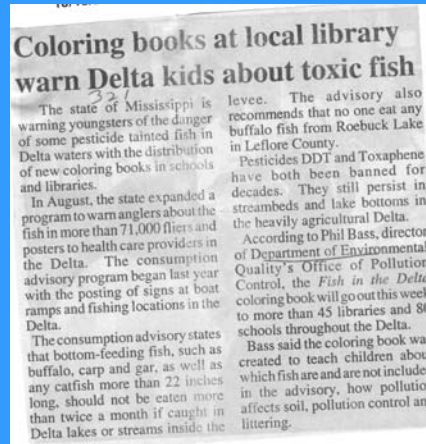 Coloring books at local library
warn Delta kids about toxic fish
321
The state of Mississippi is
warning youngsters of the danger
of some pesticide tainted fish in
Delta waters with the distribution
of new coloring books in schools
and libraries.
In August, the state expanded a
program to warn anglers about the
fish in more than 71,000 fliers and
posters to health care providers in
the Delta. The consumption
advisory program began last year
with the posting of signs at boat
ramps and fishing locations in the
Delta.
The consumption advisory states
that bottom-feeding fish, such as
buffalo, carp and gar, as well as
any catfish more than 22 inches
long, should not be eaten more
than twice a month if caught in
Delta lakes or streams inside the
levee. The advisory also
recommends that no one eat any
buffalo fish from Roebuck Lake
in Leflore County.
Pesticides DDT and Toxaphene
have both been banned for
decades. They still persist in
streambeds and lake bottoms in
the heavily agricultural Delta.
According to Phil Bass, director
of Department of Environmental
Quality's Office of Pollution
Control, the Fish in the Delta
coloring book will go out this week
to more than 45 libraries and 80
schools throughout the Delta.
Bass said the coloring book wa
created to teach children abou
which fish are and are not include
in the advisory, how pollutio
affects soil, pollution control an
littering.